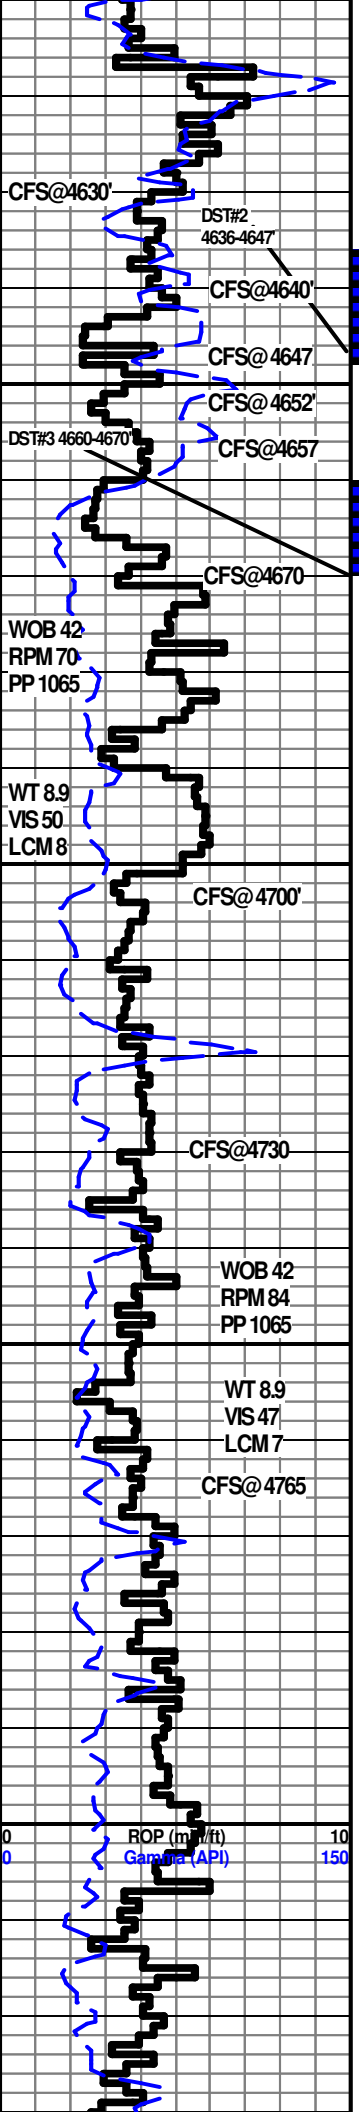 CFS@4630'
DST#2
4636-4647'
CFS@4640'
CFS@4647
CFS@4652'
DST#3 4660-4670'
CFS@4657
CFS@4670
WOB 42
RPM 70
PP 1065
WT 8.9
VIS 50
LCM 8
CFS@4700'
CFS@4730
WOB 42
RPM 84
PP 1065
WT 8.9
VIS 47
LCM 7
CFS@4765
0 ROP (min/ft) 10
0 Gamma (API) 150